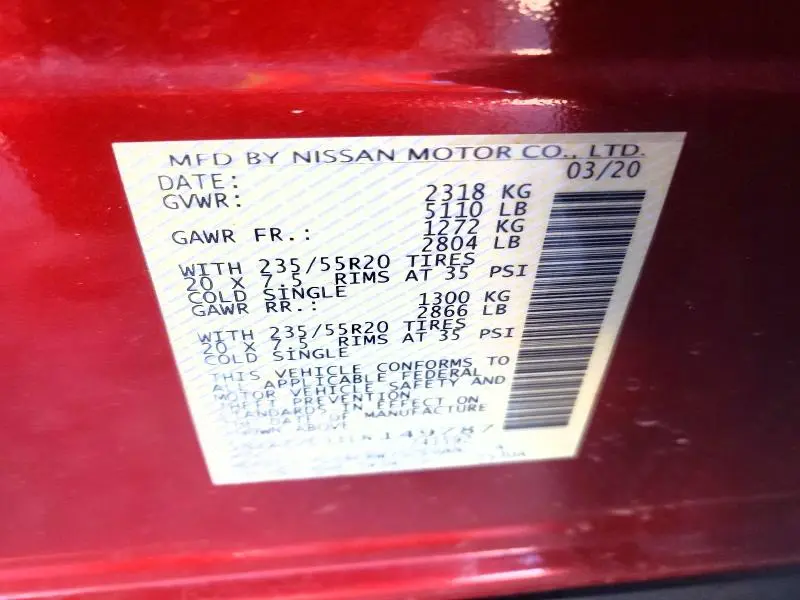 MFD BY NISSAN MOTOR CO., LTD.
DATE: 03/20
GVWR: 2318 KG
5110 LB
GAWR FR.: 1272 KG
2804 LB
WITH 235/55R20 TIRES
20 X 7.5 RIMS AT 35 PSI
COLD SINGLE
GAWR RR.: 1300 KG
2866 LB
WITH 235/55R20 TIRES
20 X 7.5 RIMS AT 35 PSI
COLD SINGLE
THIS VEHICLE CONFORMS TO
ALL APPLICABLE FEDERAL
MOTOR VEHICLE SAFETY AND
THEFT PREVENTION
STANDARDS IN EFFECT ON
THE DATE OF MANUFACTURE
SHOWN ABOVE